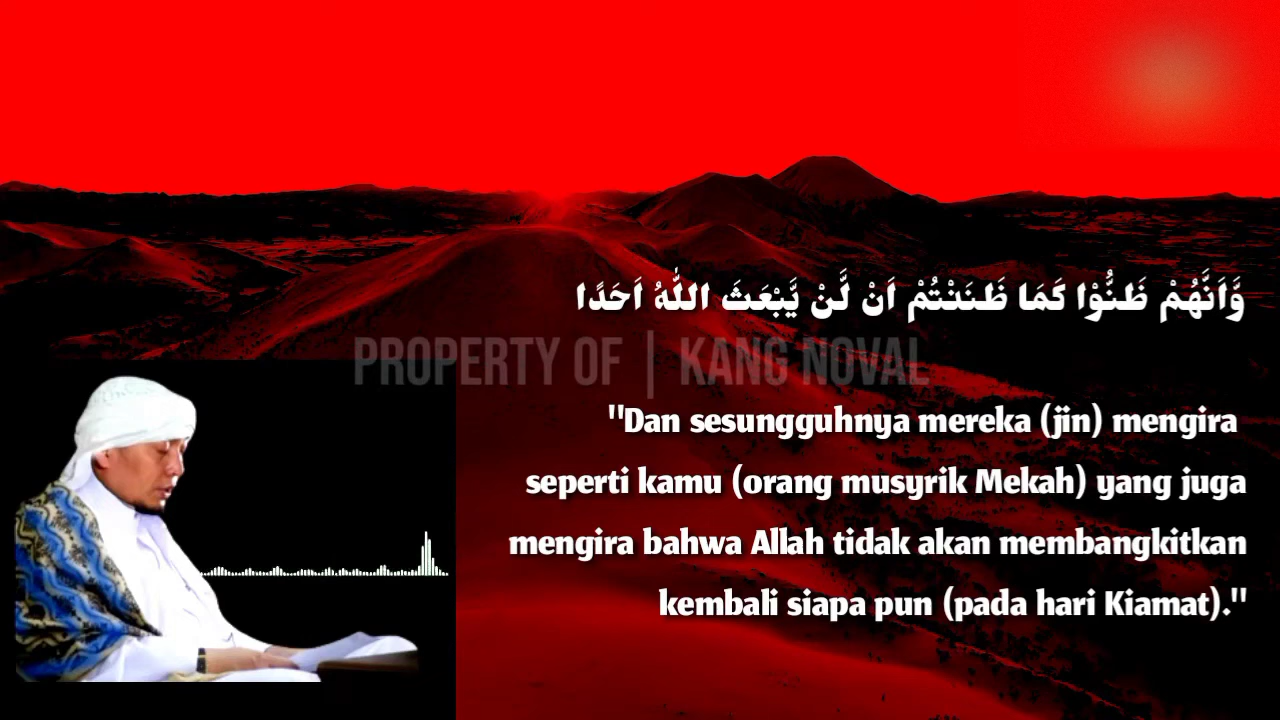 وَّاَنَّهُمْ ظَنُّوْا كَمَا ظَنَنْتُمْ اَنْ لَّنْ يَّبْعَثَ اللّٰهُ اَحَدًا
PROPERTY OF | KANG NOVAL
"Dan sesungguhnya mereka (jin) mengira
seperti kamu (orang musyrik Mekah) yang juga
mengira bahwa Allah tidak akan membangkitkan
kembali siapa pun (pada hari Kiamat)."